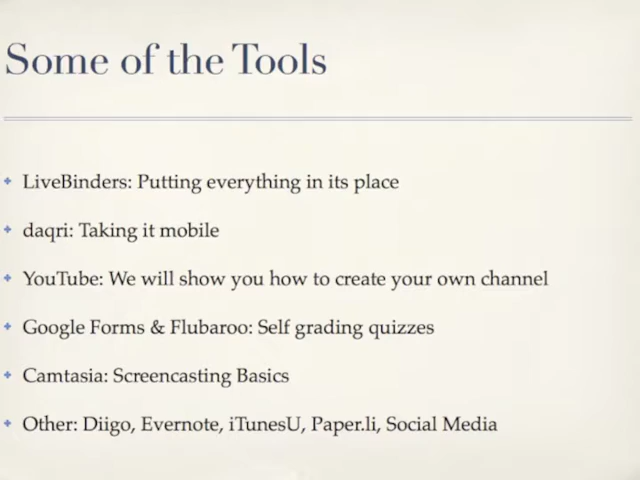 Some of the Tools
LiveBinders: Putting everything in its place
daqri: Taking it mobile
YouTube: We will show you how to create your own channel
Google Forms & Flubaroo: Self grading quizzes
Camtasia: Screencasting Basics
Other: Diigo, Evernote, iTunesU, Paper.li, Social Media